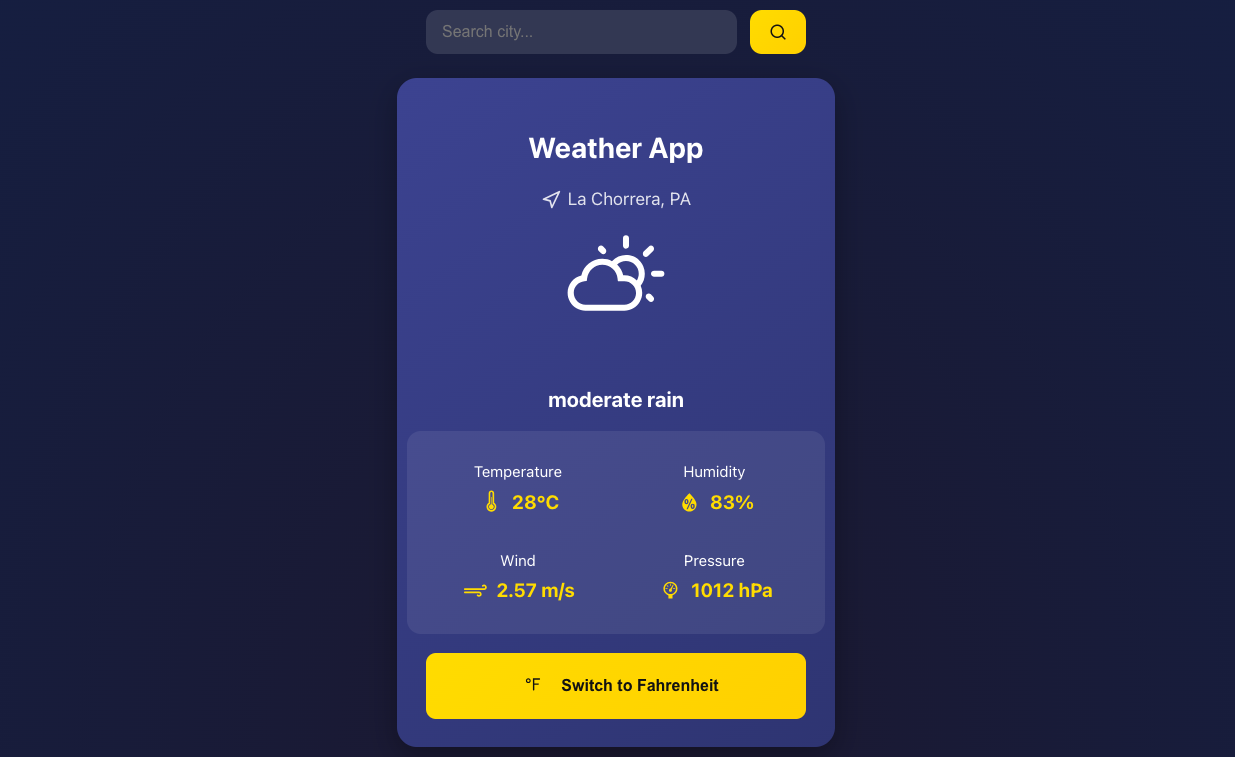 Search city...
Weather App
La Chorrera, PA
moderate rain
Temperature Humidity
28°C 83%
Wind Pressure
2.57 m/s 1012 hPa
°F Switch to Fahrenheit